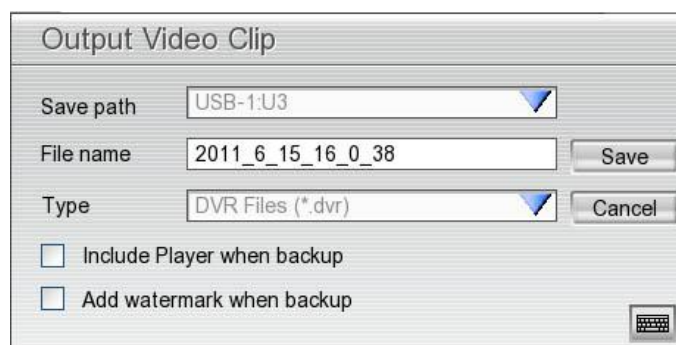 Output Video Clip
Save path USB-1:U3
File name 2011_6_15_16_0_38 Save
Type DVR Files (*.dvr) Cancel
Include Player when backup
Add watermark when backup